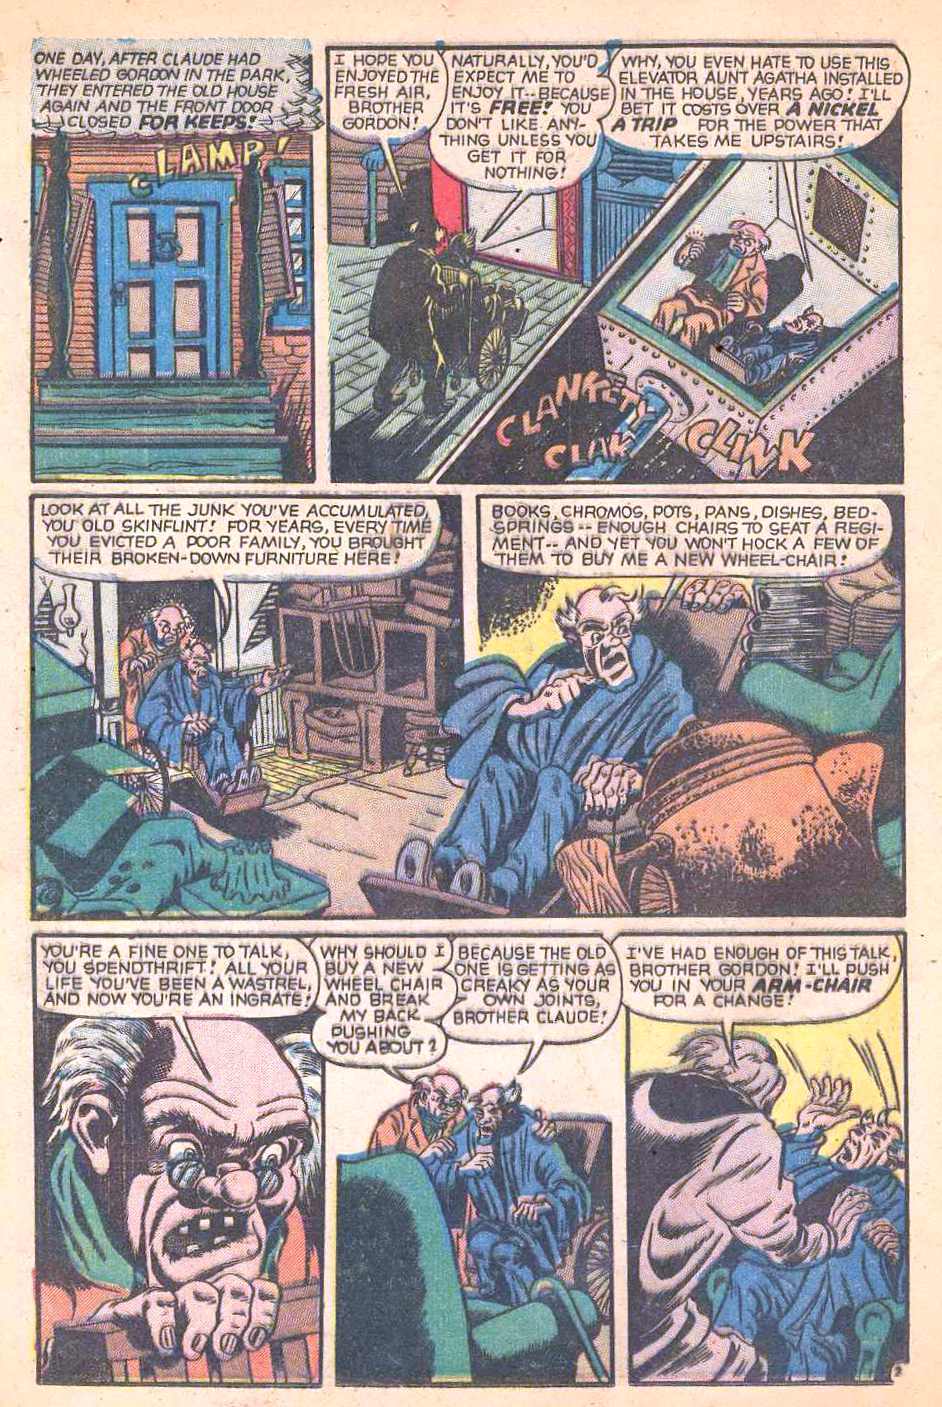 ONE DAY, AFTER CLAUDE HAD
WHEELED GORDON IN THE PARK,
THEY ENTERED THE OLD HOUSE
AGAIN AND THE FRONT DOOR
CLOSED FOR KEEPS!
CLAMP!
I HOPE YOU
ENJOYED THE
FRESH AIR,
BROTHER
GORDON!
NATURALLY, YOU'D
EXPECT ME TO
ENJOY IT--BECAUSE
IT'S FREE! YOU
DON'T LIKE ANY-
THING UNLESS YOU
GET IT FOR
NOTHING!
WHY, YOU EVEN HATE TO USE THIS
ELEVATOR AUNT AGATHA INSTALLED
IN THE HOUSE, YEARS AGO! I'LL
BET IT COSTS OVER A NICKEL
A TRIP FOR THE POWER THAT
TAKES ME UPSTAIRS!
CLANKETY
CLANK
CLINK
LOOK AT ALL THE JUNK YOU'VE ACCUMULATED,
YOU OLD SKINFLINT! FOR YEARS, EVERY TIME
YOU EVICTED A POOR FAMILY, YOU BROUGHT
THEIR BROKEN-DOWN FURNITURE HERE!
BOOKS, CHROMOS, POTS, PANS, DISHES, BED-
SPRINGS -- ENOUGH CHAIRS TO SEAT A REGI-
MENT-- AND YET YOU WON'T HOCK A FEW OF
THEM TO BUY ME A NEW WHEEL-CHAIR!
YOU'RE A FINE ONE TO TALK,
YOU SPENDTHRIFT! ALL YOUR
LIFE YOU'VE BEEN A WASTREL,
AND NOW YOU'RE AN INGRATE!
WHY SHOULD I
BUY A NEW
WHEEL CHAIR
AND BREAK
MY BACK
PUSHING
YOU ABOUT?
BECAUSE THE OLD
ONE IS GETTING AS
CREAKY AS YOUR
OWN JOINTS,
BROTHER CLAUDE!
I'VE HAD ENOUGH OF THIS TALK,
BROTHER GORDON! I'LL PUSH
YOU IN YOUR ARM-CHAIR
FOR A CHANGE!
2